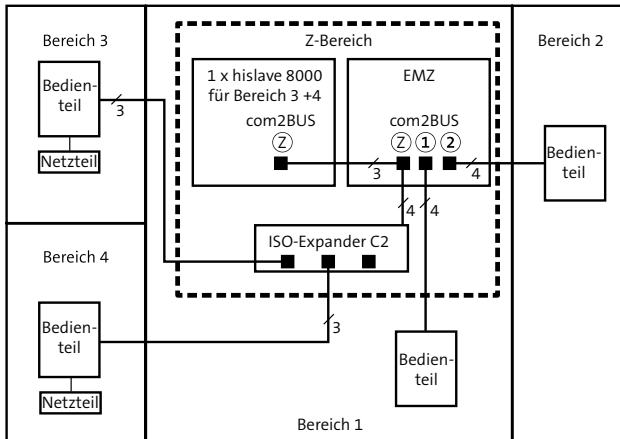 Bereich 3
Bedien-
teil
3
Netzteil
Bereich 4
Bedien-
teil
Netzteil
Z-Bereich
1 x hislave 8000
für Bereich 3 +4
com2BUS
Z
3
EMZ
com2BUS
Z 1 2
4
4
4
ISO-Expander C2
3
Bedien-
teil
Bereich 1
Bereich 2
Bedien-
teil